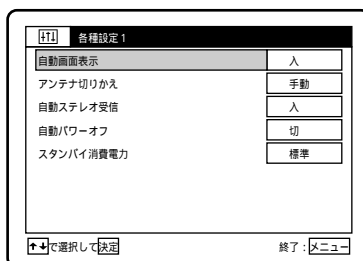 各種設定1
自動画面表示 入
アンテナ切りかえ 手動
自動ステレオ受信 入
自動パワーオフ 切
スタンバイ消費電力 標準
↑↓で選択して決定 終了:メニュー